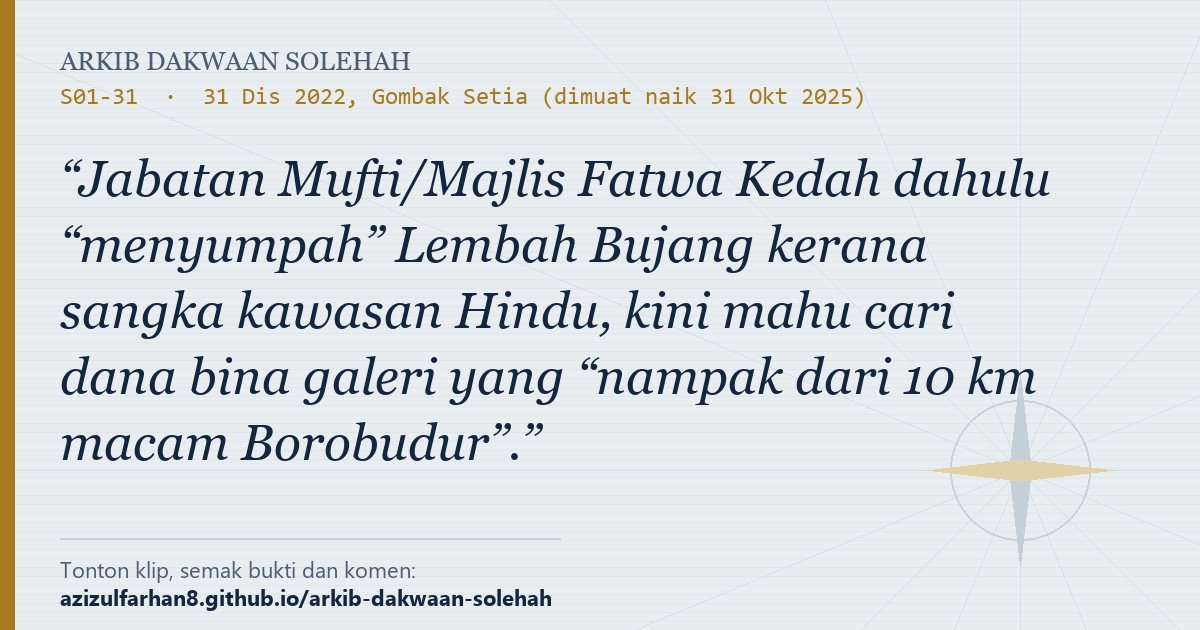 ARKIB DAKWAAN SOLEHAH
S01-31 · 31 Dis 2022, Gombak Setia (dimuat naik 31 Okt 2025)
“Jabatan Mufti/Majlis Fatwa Kedah dahulu
“menyumpah” Lembah Bujang kerana
sangka kawasan Hindu, kini mahu cari
dana bina galeri yang “nampak dari 10 km
macam Borobudur”.”
Tonton klip, semak bukti dan komen:
azizulfarhan8.github.io/arkib-dakwaan-solehah